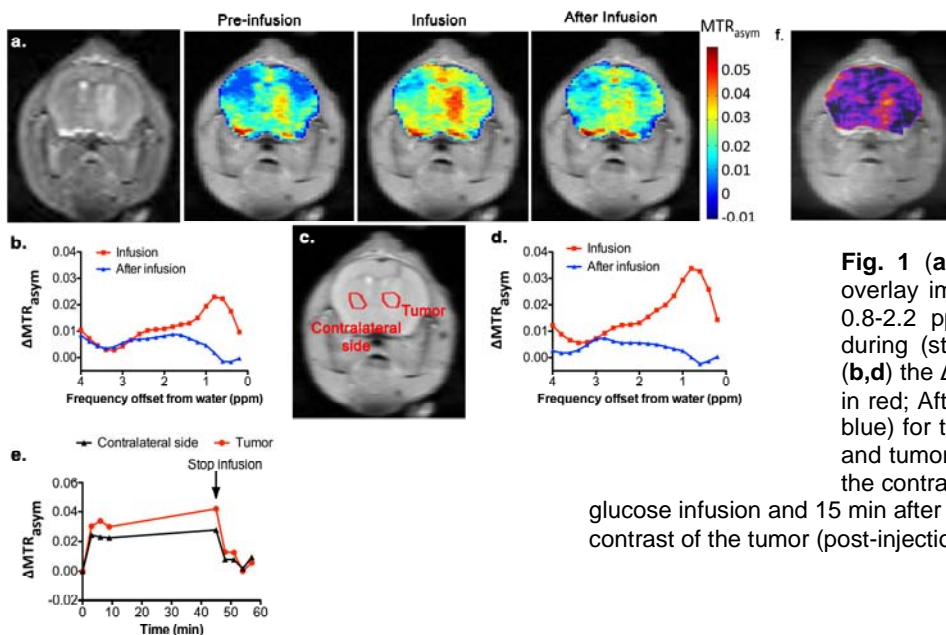 Pre-infusion Infusion After Infusion
a. MTRasym f.
0.05
0.04
0.03
0.02
0.01
0
-0.01
b.
Infusion
After infusion
0.04
0.03
0.02
0.01
0.00
ΔMTRasym
4 3 2 1 0
Frequency offset from water (ppm)
c.
Tumor
Contralateral
side
d.
Infusion
After infusion
0.04
0.03
0.02
0.01
0.00
ΔMTRasym
4 3 2 1 0
Frequency offset from water (ppm)
e.
Contralateral side Tumor
Stop infusion
0.06
0.04
0.02
0.00
-0.02
ΔMTRasym
0 10 20 30 40 50 60
Time (min)
Fig. 1 (a
overlay im
0.8-2.2 pp
during (st
(b,d) the Δ
in red; Aft
blue) for t
and tumor
the contra
glucose infusion and 15 min after
contrast of the tumor (post-injectio